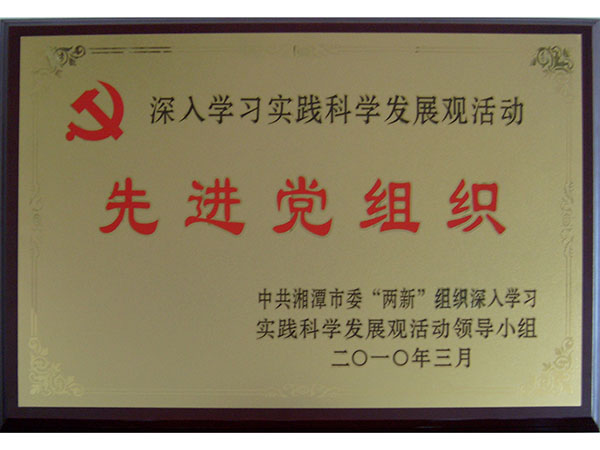 深入学习实践科学发展观活动
先进党组织
中共湘潭市委“两新”组织深入学习
实践科学发展观活动领导小组
二〇一〇年三月